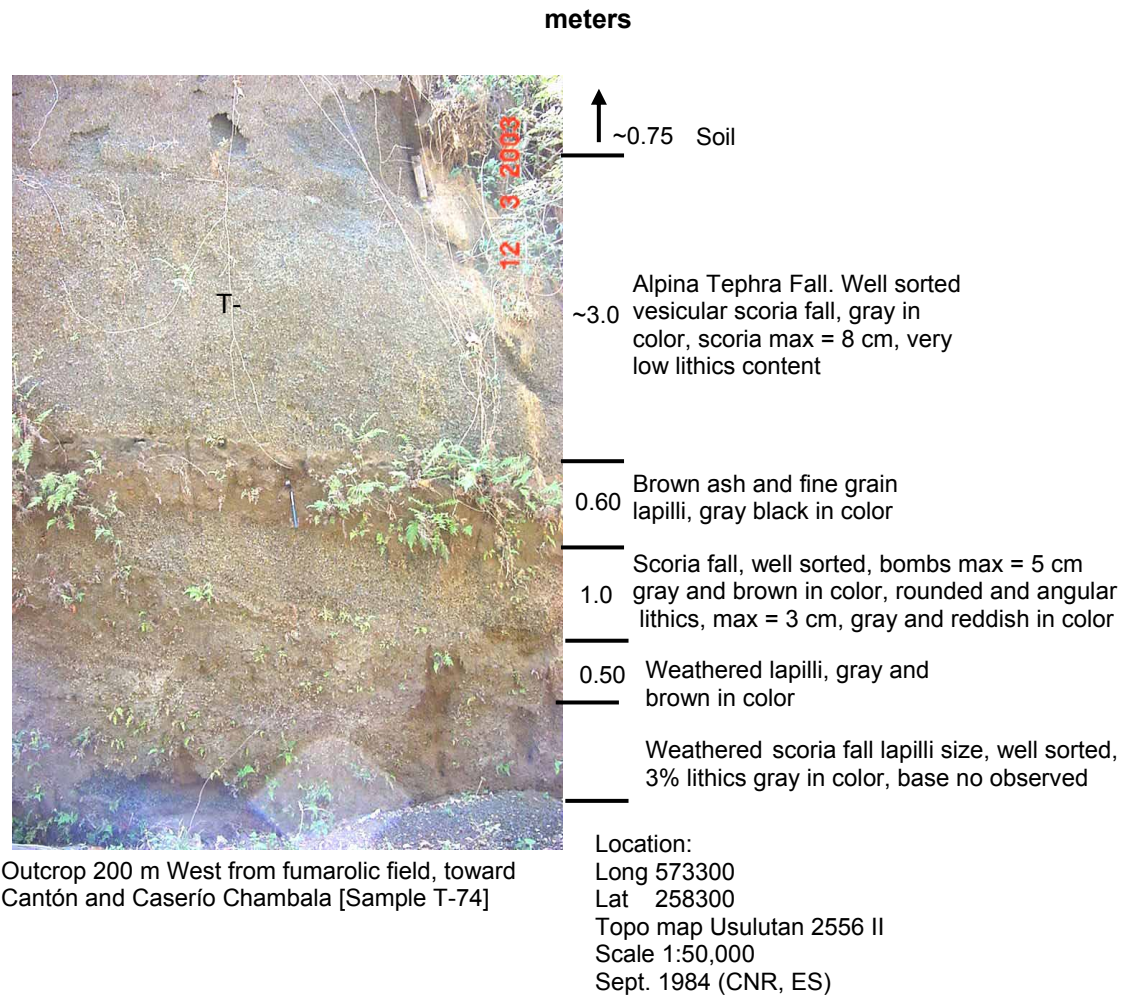 meters
12 3 2003
~0.75 Soil
T-
~3.0
Alpina Tephra Fall. Well sorted
vesicular scoria fall, gray in
color, scoria max = 8 cm, very
low lithics content
0.60
Brown ash and fine grain
lapilli, gray black in color
1.0
Scoria fall, well sorted, bombs max = 5 cm
gray and brown in color, rounded and angular
lithics, max = 3 cm, gray and reddish in color
0.50
Weathered lapilli, gray and
brown in color
Weathered scoria fall lapilli size, well sorted,
3% lithics gray in color, base no observed
Outcrop 200 m West from fumarolic field, toward
Cantón and Caserío Chambala [Sample T-74]
Location:
Long 573300
Lat 258300
Topo map Usulutan 2556 II
Scale 1:50,000
Sept. 1984 (CNR, ES)